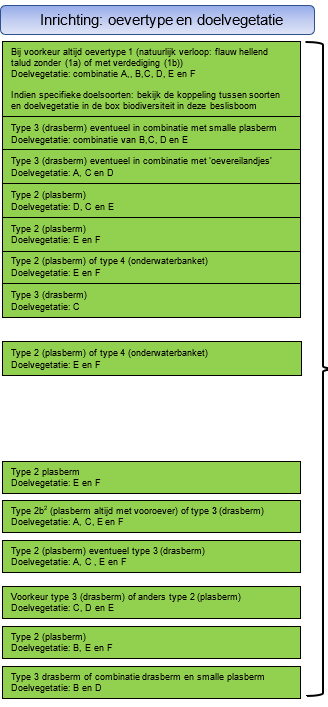 Inrichting: oevertype en doelvegetatie
Bij voorkeur altijd oevertype 1 (natuurlijk verloop: flauw hellend
talud zonder (1a) of met verdediging (1b))
Doelvegetatie: combinatie A,, B,C, D, E en F
Indien specifieke doelsoorten: bekijk de koppeling tussen soorten
en doelvegetatie in de box biodiversiteit in deze beslisboom
Type 3 (drasberm) eventueel in combinatie met smalle plasberm
Doelvegetatie: combinatie van B,C, D en E
Type 3 (drasberm) eventueel in combinatie met 'oevereilandjes'
Doelvegetatie: A, C en D
Type 2 (plasberm)
Doelvegetatie: D, C en E
Type 2 (plasberm)
Doelvegetatie: E en F
Type 2 (plasberm) of type 4 (onderwaterbanket)
Doelvegetatie: E en F
Type 3 (drasberm)
Doelvegetatie: C
Type 2 (plasberm) of type 4 (onderwaterbanket)
Doelvegetatie: E en F
Type 2 plasberm
Doelvegetatie: E en F
Type 2b² (plasberm altijd met vooroever) of type 3 (drasberm)
Doelvegetatie: A, C, E en F
Type 2 (plasberm) eventueel type 3 (drasberm)
Doelvegetatie: A, C , E en F
Voorkeur type 3 (drasberm) of anders type 2 (plasberm)
Doelvegetatie: C, D en E
Type 2 (plasberm)
Doelvegetatie: B, E en F
Type 3 drasberm of combinatie drasberm en smalle plasberm
Doelvegetatie: B en D